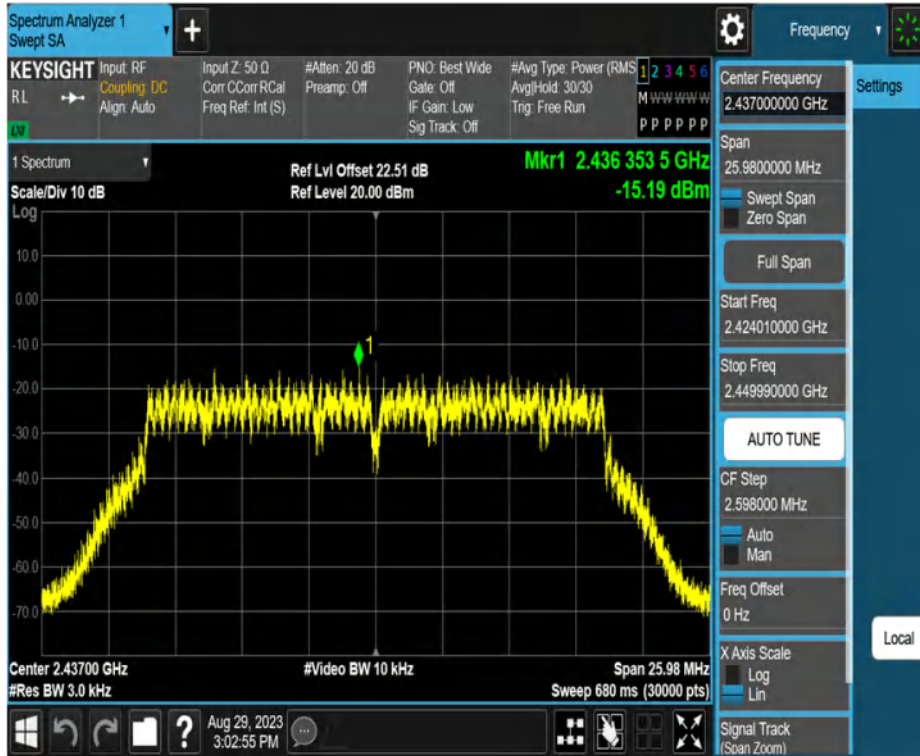 Spectrum Analyzer 1
Swept SA
Frequency
KEYSIGHT
RL
LXI
Input: RF
Coupling: DC
Align: Auto
Input Z: 50 Ω
Corr CCorr RCal
Freq Ref: Int (S)
#Atten: 20 dB
Preamp: Off
PNO: Best Wide
Gate: Off
IF Gain: Low
Sig Track: Off
#Avg Type: Power (RMS
Avg|Hold: 30/30
Trig: Free Run
1 2 3 4 5 6
M W W W W W
P P P P P P
Center Frequency
2.437000000 GHz
Settings
Span
25.9800000 MHz
Swept Span
Zero Span
Full Span
Start Freq
2.424010000 GHz
Stop Freq
2.449990000 GHz
AUTO TUNE
CF Step
2.598000 MHz
Auto
Man
Freq Offset
0 Hz
X Axis Scale
Log
Lin
Local
Signal Track
(Span Zoom)
1 Spectrum
Scale/Div 10 dB
Log
Ref Lvl Offset 22.51 dB
Ref Level 20.00 dBm
Mkr1 2.436 353 5 GHz
-15.19 dBm
10.0
0.00
-10.0
1
-20.0
-30.0
-40.0
-50.0
-60.0
-70.0
Center 2.43700 GHz
#Res BW 3.0 kHz
#Video BW 10 kHz
Span 25.98 MHz
Sweep 680 ms (30000 pts)
?
Aug 29, 2023
3:02:55 PM